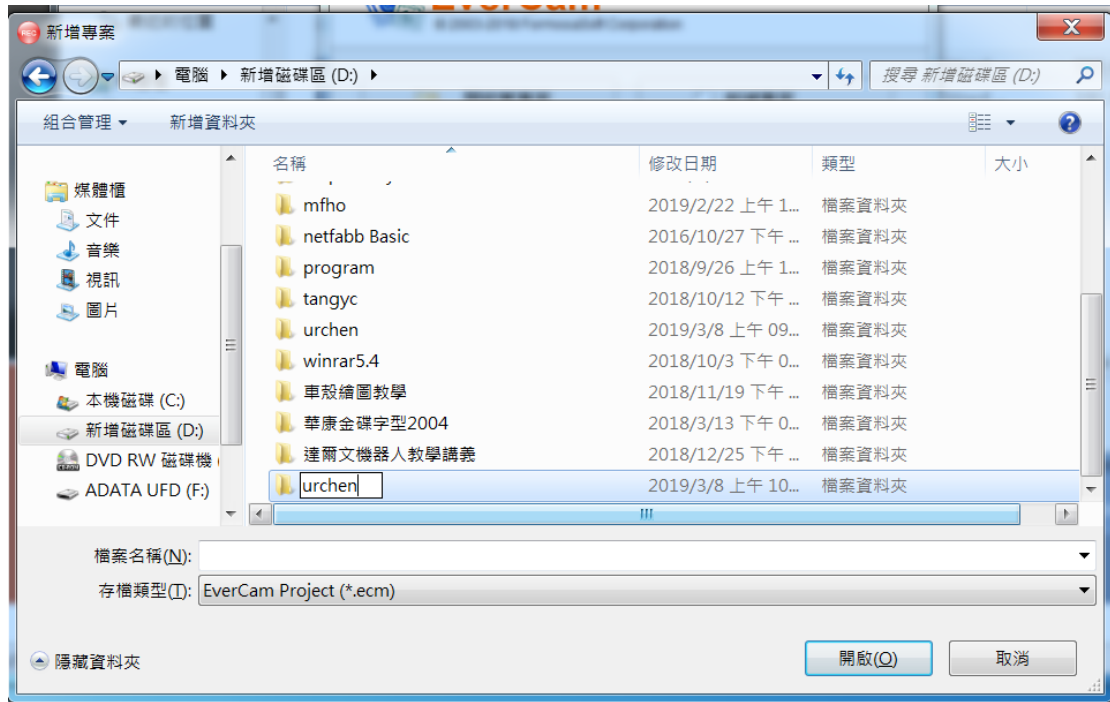 EverCam
© 2003-2018 FormosaSoft Corporation
新增專案
電腦 新增磁碟區 (D:)
搜尋 新增磁碟區 (D:)
組合管理 新增資料夾
名稱 修改日期 類型 大小
媒體櫃
文件
音樂
視訊
圖片
電腦
本機磁碟 (C:)
新增磁碟區 (D:)
DVD RW 磁碟機 (
ADATA UFD (F:)
mfho 2019/2/22 上午 1... 檔案資料夾
netfabb Basic 2016/10/27 下午 ... 檔案資料夾
program 2018/9/26 上午 1... 檔案資料夾
tangyc 2018/10/12 下午 ... 檔案資料夾
urchen 2019/3/8 上午 09... 檔案資料夾
winrar5.4 2018/10/3 下午 0... 檔案資料夾
車殼繪圖教學 2018/11/19 下午 ... 檔案資料夾
華康金碟字型2004 2018/3/13 下午 0... 檔案資料夾
達爾文機器人教學講義 2018/12/25 下午 ... 檔案資料夾
urchen 2019/3/8 上午 10... 檔案資料夾
檔案名稱(N):
存檔類型(T): EverCam Project (*.ecm)
隱藏資料夾
開啟(O) 取消